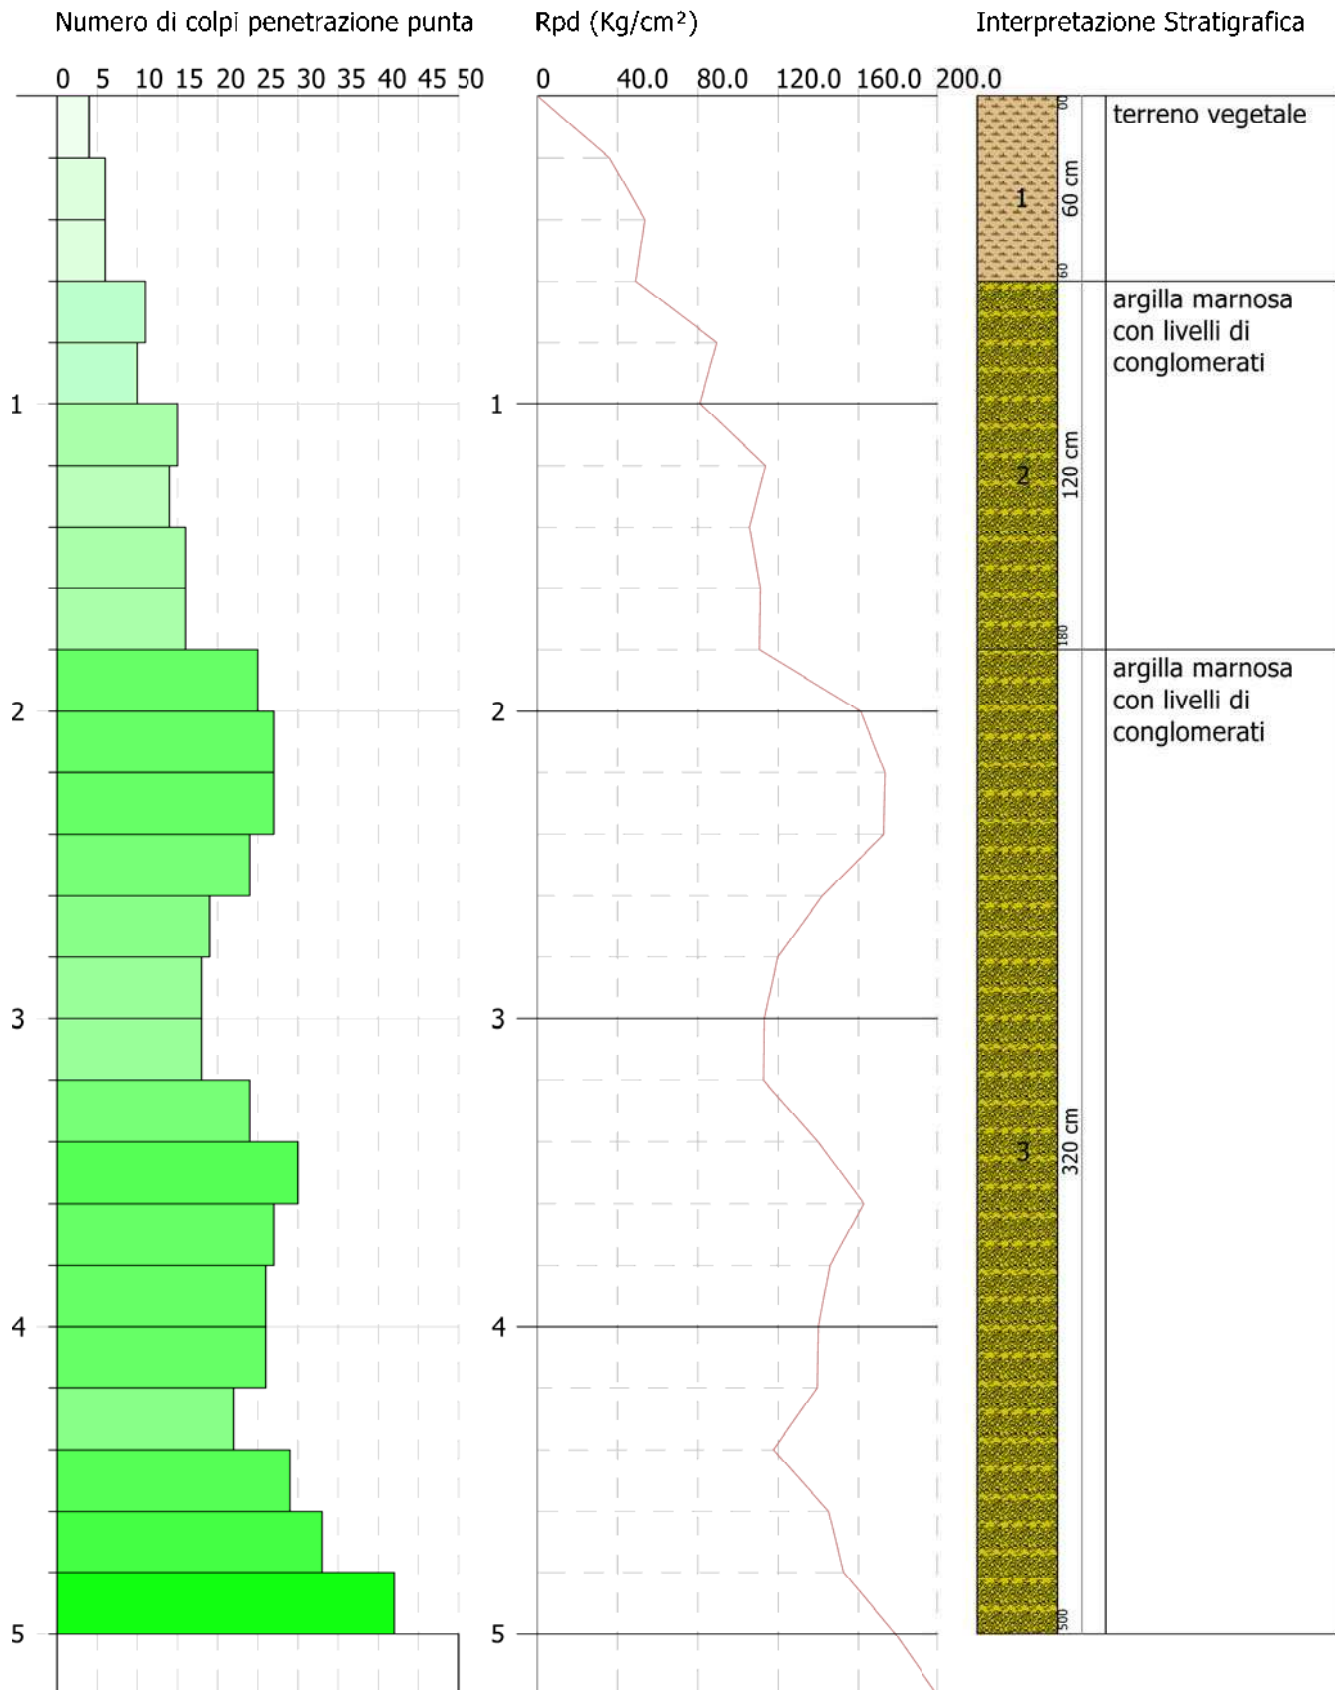 Numero di colpi penetrazione punta
0 5 10 15 20 25 30 35 40 45 50
1
2
3
4
5
Rpd (Kg/cm²)
0 40.0 80.0 120.0 160.0 200.0
1
2
3
4
5
Interpretazione Stratigrafica
1
60 cm
60
terreno vegetale
2
120 cm
180
argilla marnosa
con livelli di
conglomerati
3
320 cm
500
argilla marnosa
con livelli di
conglomerati